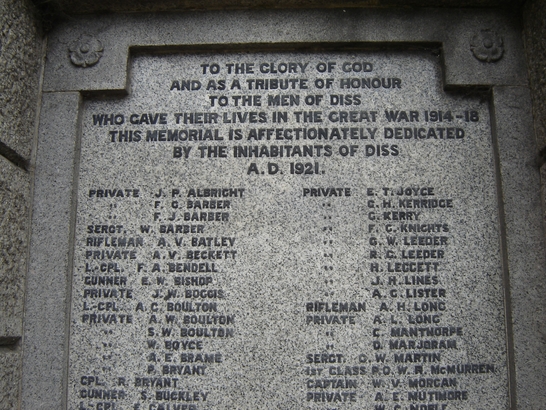 TO THE GLORY OF GOD
AND AS A TRIBUTE OF HONOUR
TO THE MEN OF DISS
WHO GAVE THEIR LIVES IN THE GREAT WAR 1914-18
THIS MEMORIAL IS AFFECTIONATELY DEDICATED
BY THE INHABITANTS OF DISS
A.D. 1921.
PRIVATE J. P. ALBRIGHT
" F. C. BARBER
" F. J. BARBER
SERGT. W. BARBER
RIFLEMAN A. V. BATLEY
PRIVATE A. V. BECKETT
L-CPL. F. A. BENDELL
GUNNER E. W. BISHOP
PRIVATE J. W. BOGGIS
L-CPL. A. C. BOULTON
PRIVATE A. W. BOULTON
" S. W. BOULTON
" W. BOYCE
" A. E. BRAME
" P. BRYANT
CPL. R. BRYANT
GUNNER S. BUCKLEY
L-CPL. F. CALVER
PRIVATE E. T. JOYCE
" C. H. KERRIDGE
" G. KERRY
" F. G. KNIGHTS
" G. W. LEEDER
" R. G. LEEDER
" H. LEGGETT
" J. H. LINES
" A. G. LISTER
RIFLEMAN A. H. LONG
PRIVATE A. L. LONG
" C. MANTHORPE
" D. MARJORAM
SERGT. D. W. MARTIN
1ST CLASS P.O. W. R. McMURREN
CAPTAIN W. V. MORGAN
PRIVATE A. E. MUTIMORE
" W. NOBLE